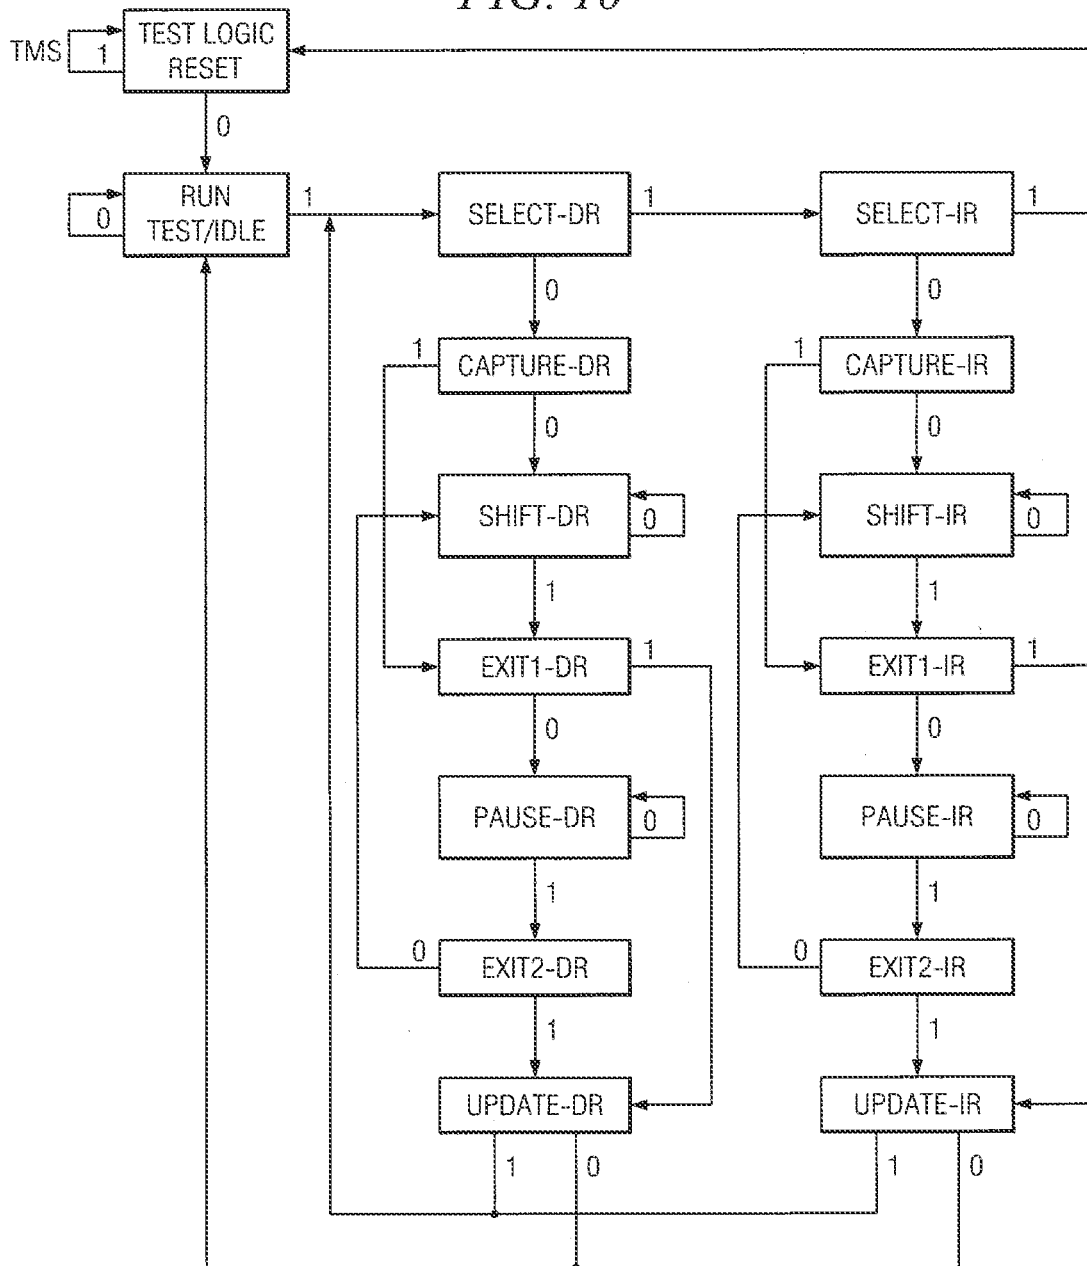 FIG. 10
TMS
1
TEST LOGIC
RESET
0
0
RUN
TEST/IDLE
1
SELECT-DR
1
SELECT-IR
1
0
0
1
CAPTURE-DR
1
CAPTURE-IR
0
0
SHIFT-DR
0
SHIFT-IR
0
1
1
EXIT1-DR
1
EXIT1-IR
1
0
0
PAUSE-DR
0
PAUSE-IR
0
1
1
0
EXIT2-DR
0
EXIT2-IR
1
1
UPDATE-DR
UPDATE-IR
1
0
1
0